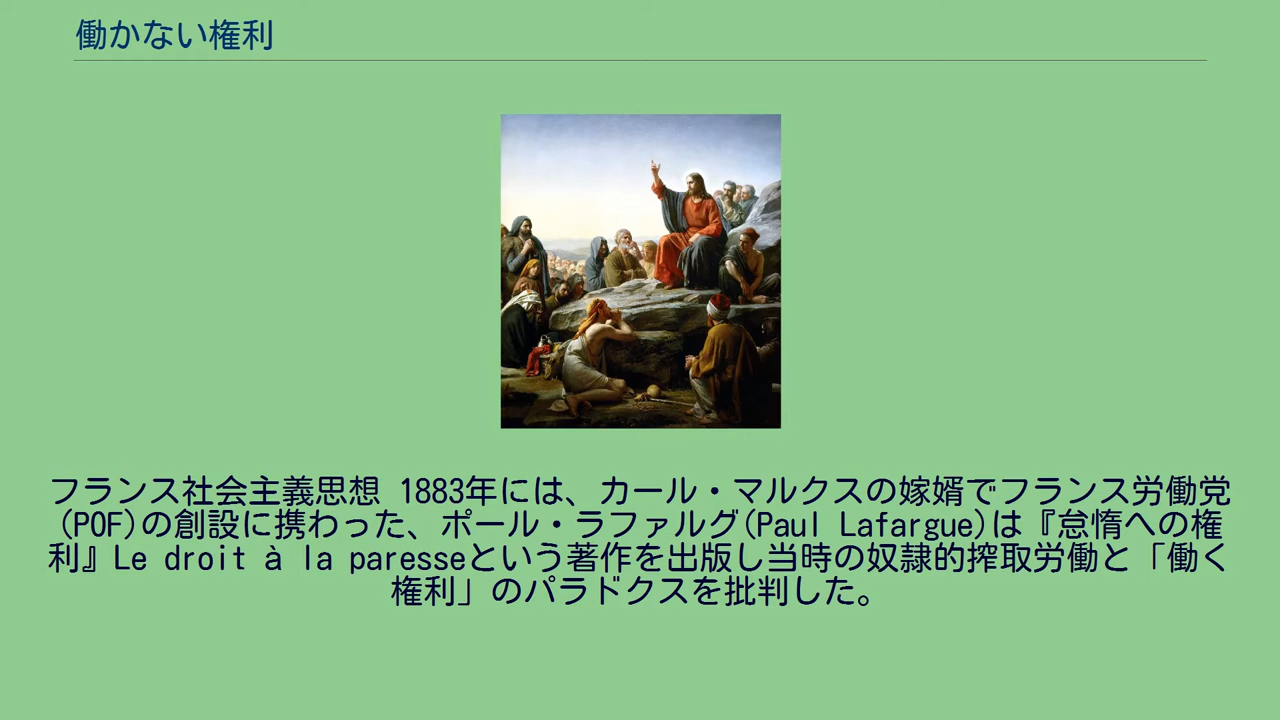 働かない権利
フランス社会主義思想 1883年には、カール・マルクスの嫁婿でフランス労働党
(POF)の創設に携わった、ポール・ラファルグ(Paul Lafargue)は『怠惰への権
利』Le droit à la paresseという著作を出版し当時の奴隷的搾取労働と「働く
権利」のパラドクスを批判した。